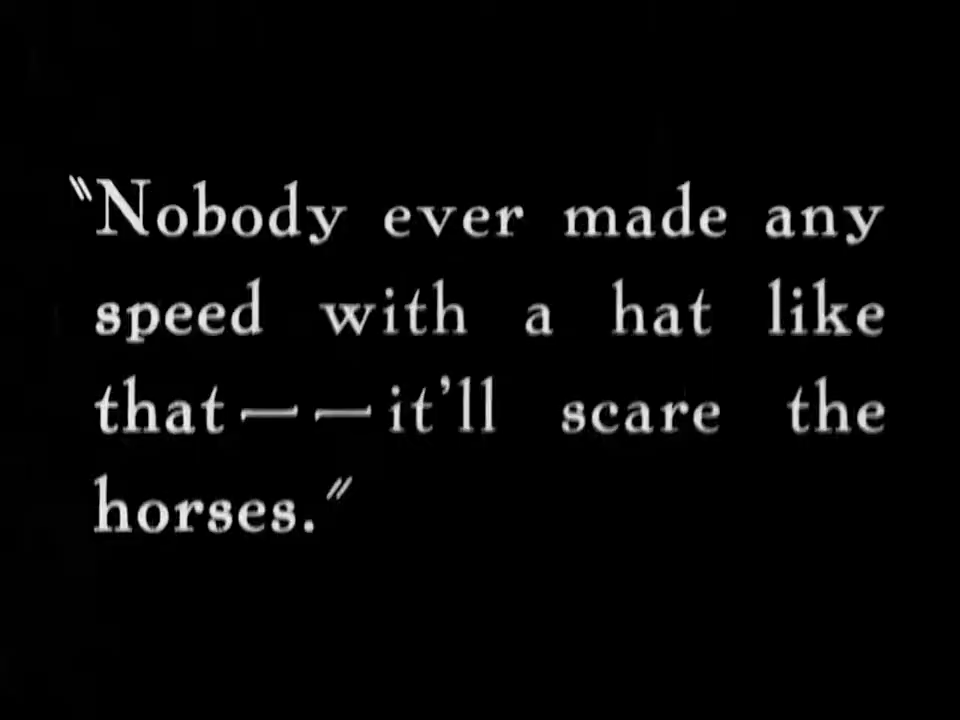 "Nobody ever made any
speed with a hat like
that——it'll scare the
horses."